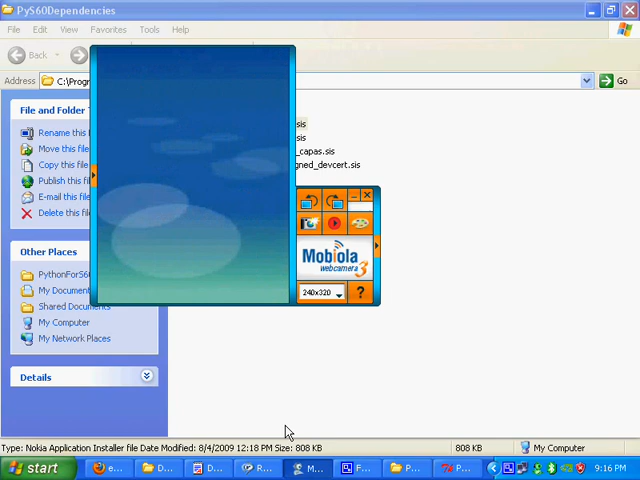 PyS60Dependencies
File Edit View Favorites Tools Help
Back
Address C:\Progr Go
File and Folder T
Rename this
Move this file
Copy this file
Publish this f
E-mail this file
Delete this file
Other Places
PythonForS6
My Document
Shared Documents
My Computer
My Network Places
Details
sis
sis
_capas.sis
gned_devcert.sis
Mobiola
webcamera 3
240x320 ?
Type: Nokia Application Installer file Date Modified: 8/4/2009 12:18 PM Size: 808 KB 808 KB My Computer
start e... D... D... R... M... F... P... P... 9:16 PM